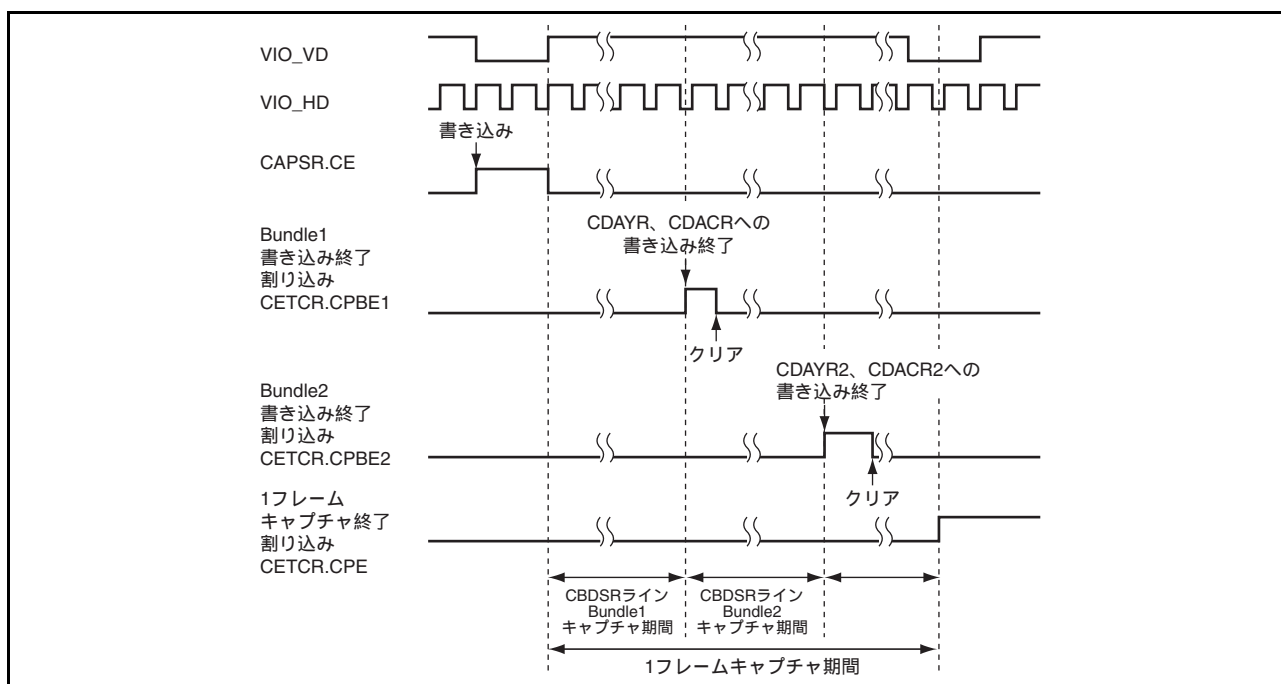 VIO_VD
VIO_HD
書き込み
CAPSR.CE
CDAYR、CDACRへの
書き込み終了
Bundle1
書き込み終了
割り込み
CETCR.CPBE1
クリア
CDAYR2、CDACR2への
書き込み終了
Bundle2
書き込み終了
割り込み
CETCR.CPBE2
クリア
1フレーム
キャプチャ終了
割り込み
CETCR.CPE
CBDSRライン
Bundle1
キャプチャ期間
CBDSRライン
Bundle2
キャプチャ期間
1フレームキャプチャ期間